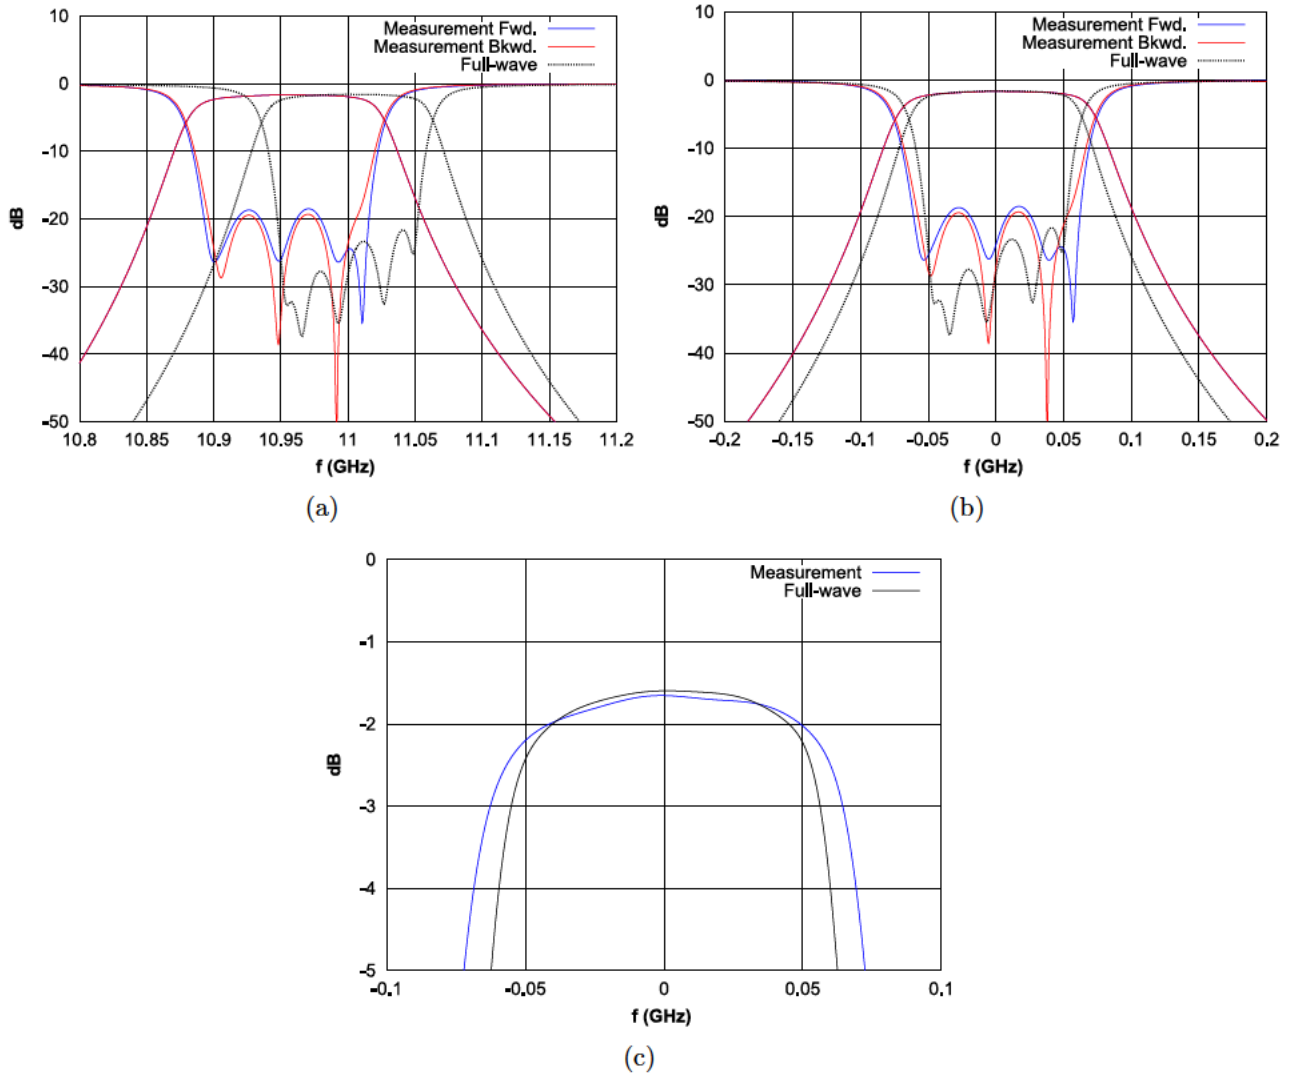 10
0
-10
-20
-30
-40
-50
dB
Measurement Fwd.
Measurement Bkwd.
Full-wave
10.8 10.85 10.9 10.95 11 11.05 11.1 11.15 11.2
f (GHz)
(a)
10
0
-10
-20
-30
-40
-50
dB
Measurement Fwd.
Measurement Bkwd.
Full-wave
-0.2 -0.15 -0.1 -0.05 0 0.05 0.1 0.15 0.2
f (GHz)
(b)
0
-1
-2
-3
-4
-5
dB
Measurement
Full-wave
-0.1 -0.05 0 0.05 0.1
f (GHz)
(c)